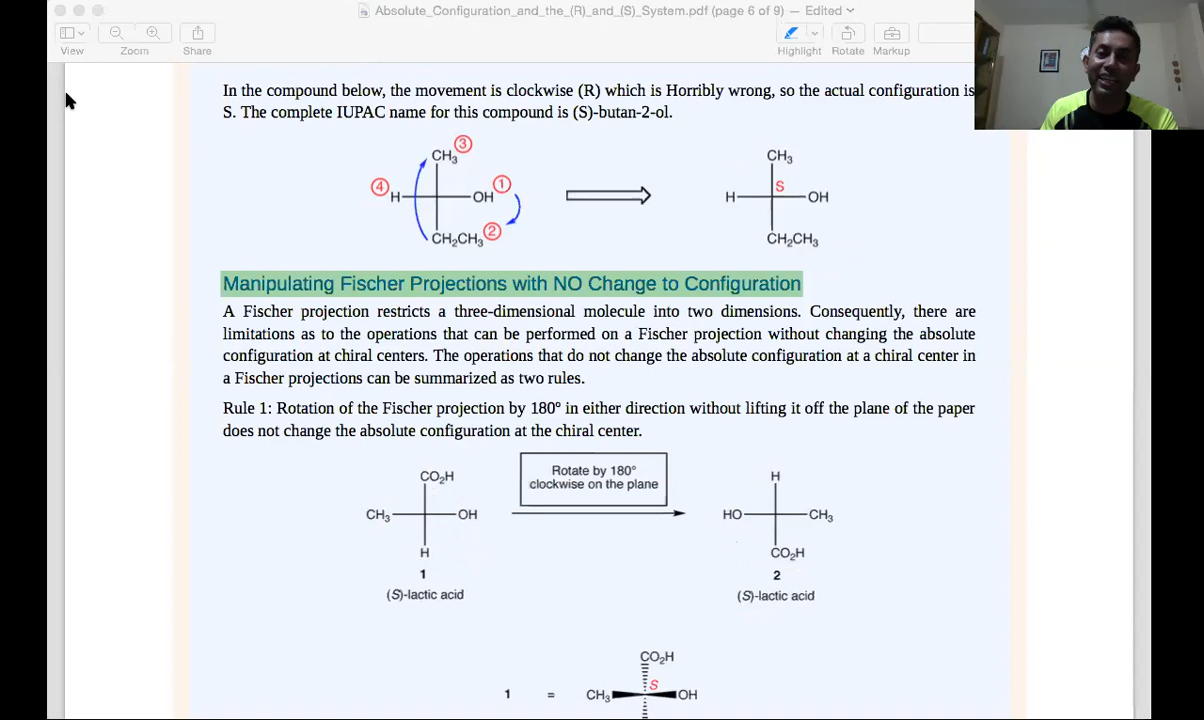 Absolute_Configuration_and_the_(R)_and_(S)_System.pdf (page 6 of 9) — Edited
View Zoom Share Highlight Rotate Markup
In the compound below, the movement is clockwise (R) which is Horribly wrong, so the actual configuration is
S. The complete IUPAC name for this compound is (S)-butan-2-ol.
CH₃ ③ CH₃
④ ① S
H OH H OH
CH₂CH₃ ② CH₂CH₃
Manipulating Fischer Projections with NO Change to Configuration
A Fischer projection restricts a three-dimensional molecule into two dimensions. Consequently, there are
limitations as to the operations that can be performed on a Fischer projection without changing the absolute
configuration at chiral centers. The operations that do not change the absolute configuration at a chiral center in
a Fischer projections can be summarized as two rules.
Rule 1: Rotation of the Fischer projection by 180º in either direction without lifting it off the plane of the paper
does not change the absolute configuration at the chiral center.
CO₂H Rotate by 180° H
clockwise on the plane
CH₃ OH HO CH₃
H CO₂H
1 2
(S)-lactic acid (S)-lactic acid
CO₂H
S
1 = CH₃ OH